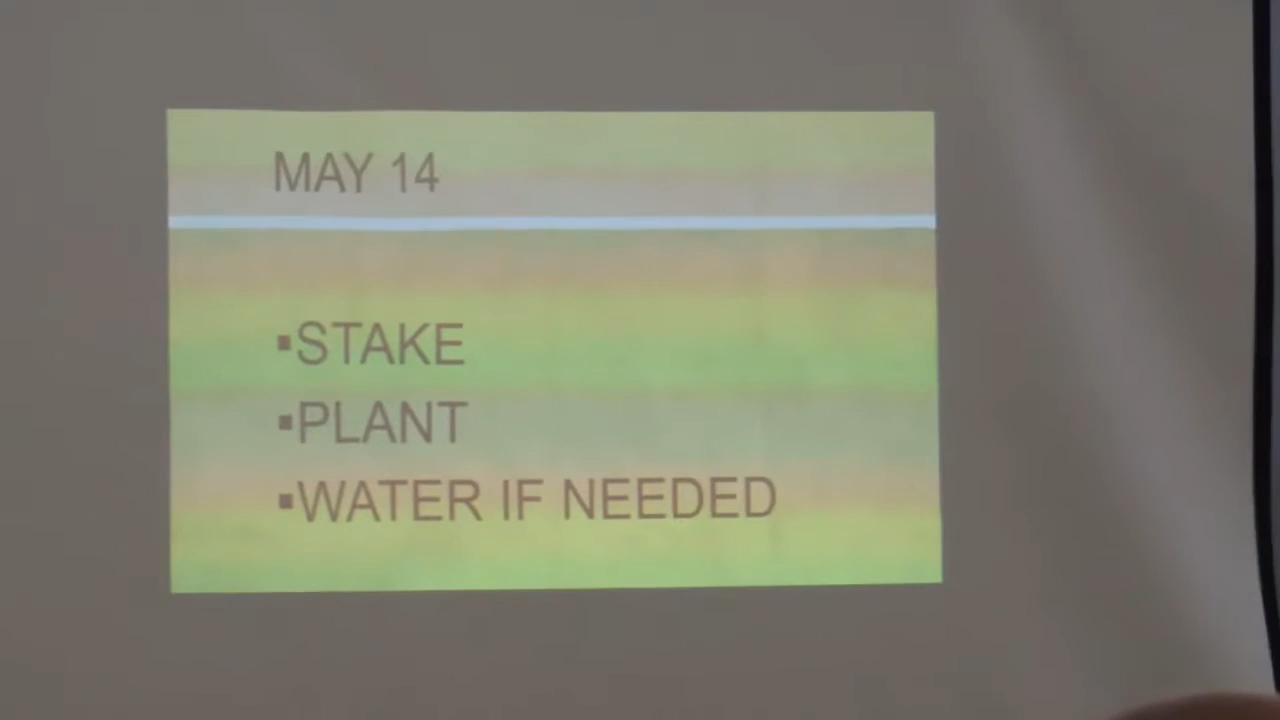 MAY 14
▪STAKE
▪PLANT
▪WATER IF NEEDED